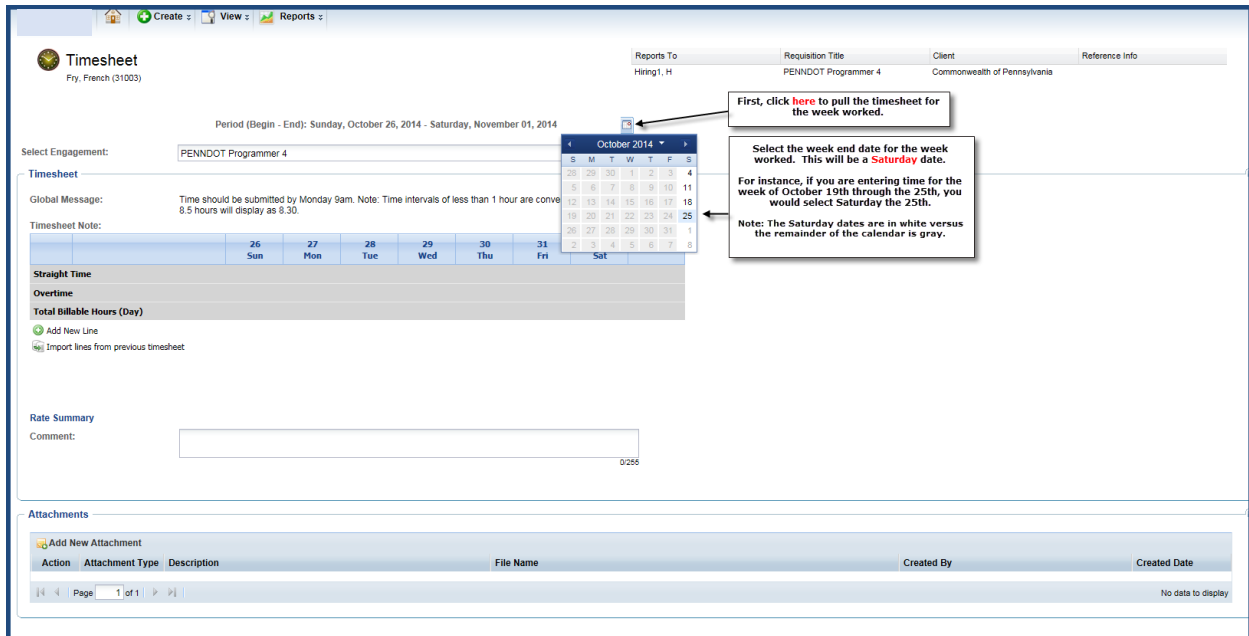 Create View Reports
Timesheet
Fry, French (31003)
Reports To Requisition Title Client Reference Info
Hiring1, H PENNDOT Programmer 4 Commonwealth of Pennsylvania
First, click here to pull the timesheet for
the week worked.
Period (Begin - End): Sunday, October 26, 2014 - Saturday, November 01, 2014
Select Engagement: PENNDOT Programmer 4
October 2014
S M T W T F S
28 29 30 1 2 3 4
5 6 7 8 9 10 11
12 13 14 15 16 17 18
19 20 21 22 23 24 25
26 27 28 29 30 31 1
2 3 4 5 6 7 8
Select the week end date for the week
worked. This will be a Saturday date.
For instance, if you are entering time for the
week of October 19th through the 25th, you
would select Saturday the 25th.
Note: The Saturday dates are in white versus
the remainder of the calendar is gray.
Timesheet
Global Message: Time should be submitted by Monday 9am. Note: Time intervals of less than 1 hour are conve
8.5 hours will display as 8.30.
Timesheet Note:
26 27 28 29 30 31
Sun Mon Tue Wed Thu Fri Sat
Straight Time
Overtime
Total Billable Hours (Day)
Add New Line
Import lines from previous timesheet
Rate Summary
Comment:
0/255
Attachments
Add New Attachment
Action Attachment Type Description File Name Created By Created Date
Page 1 of 1 No data to display